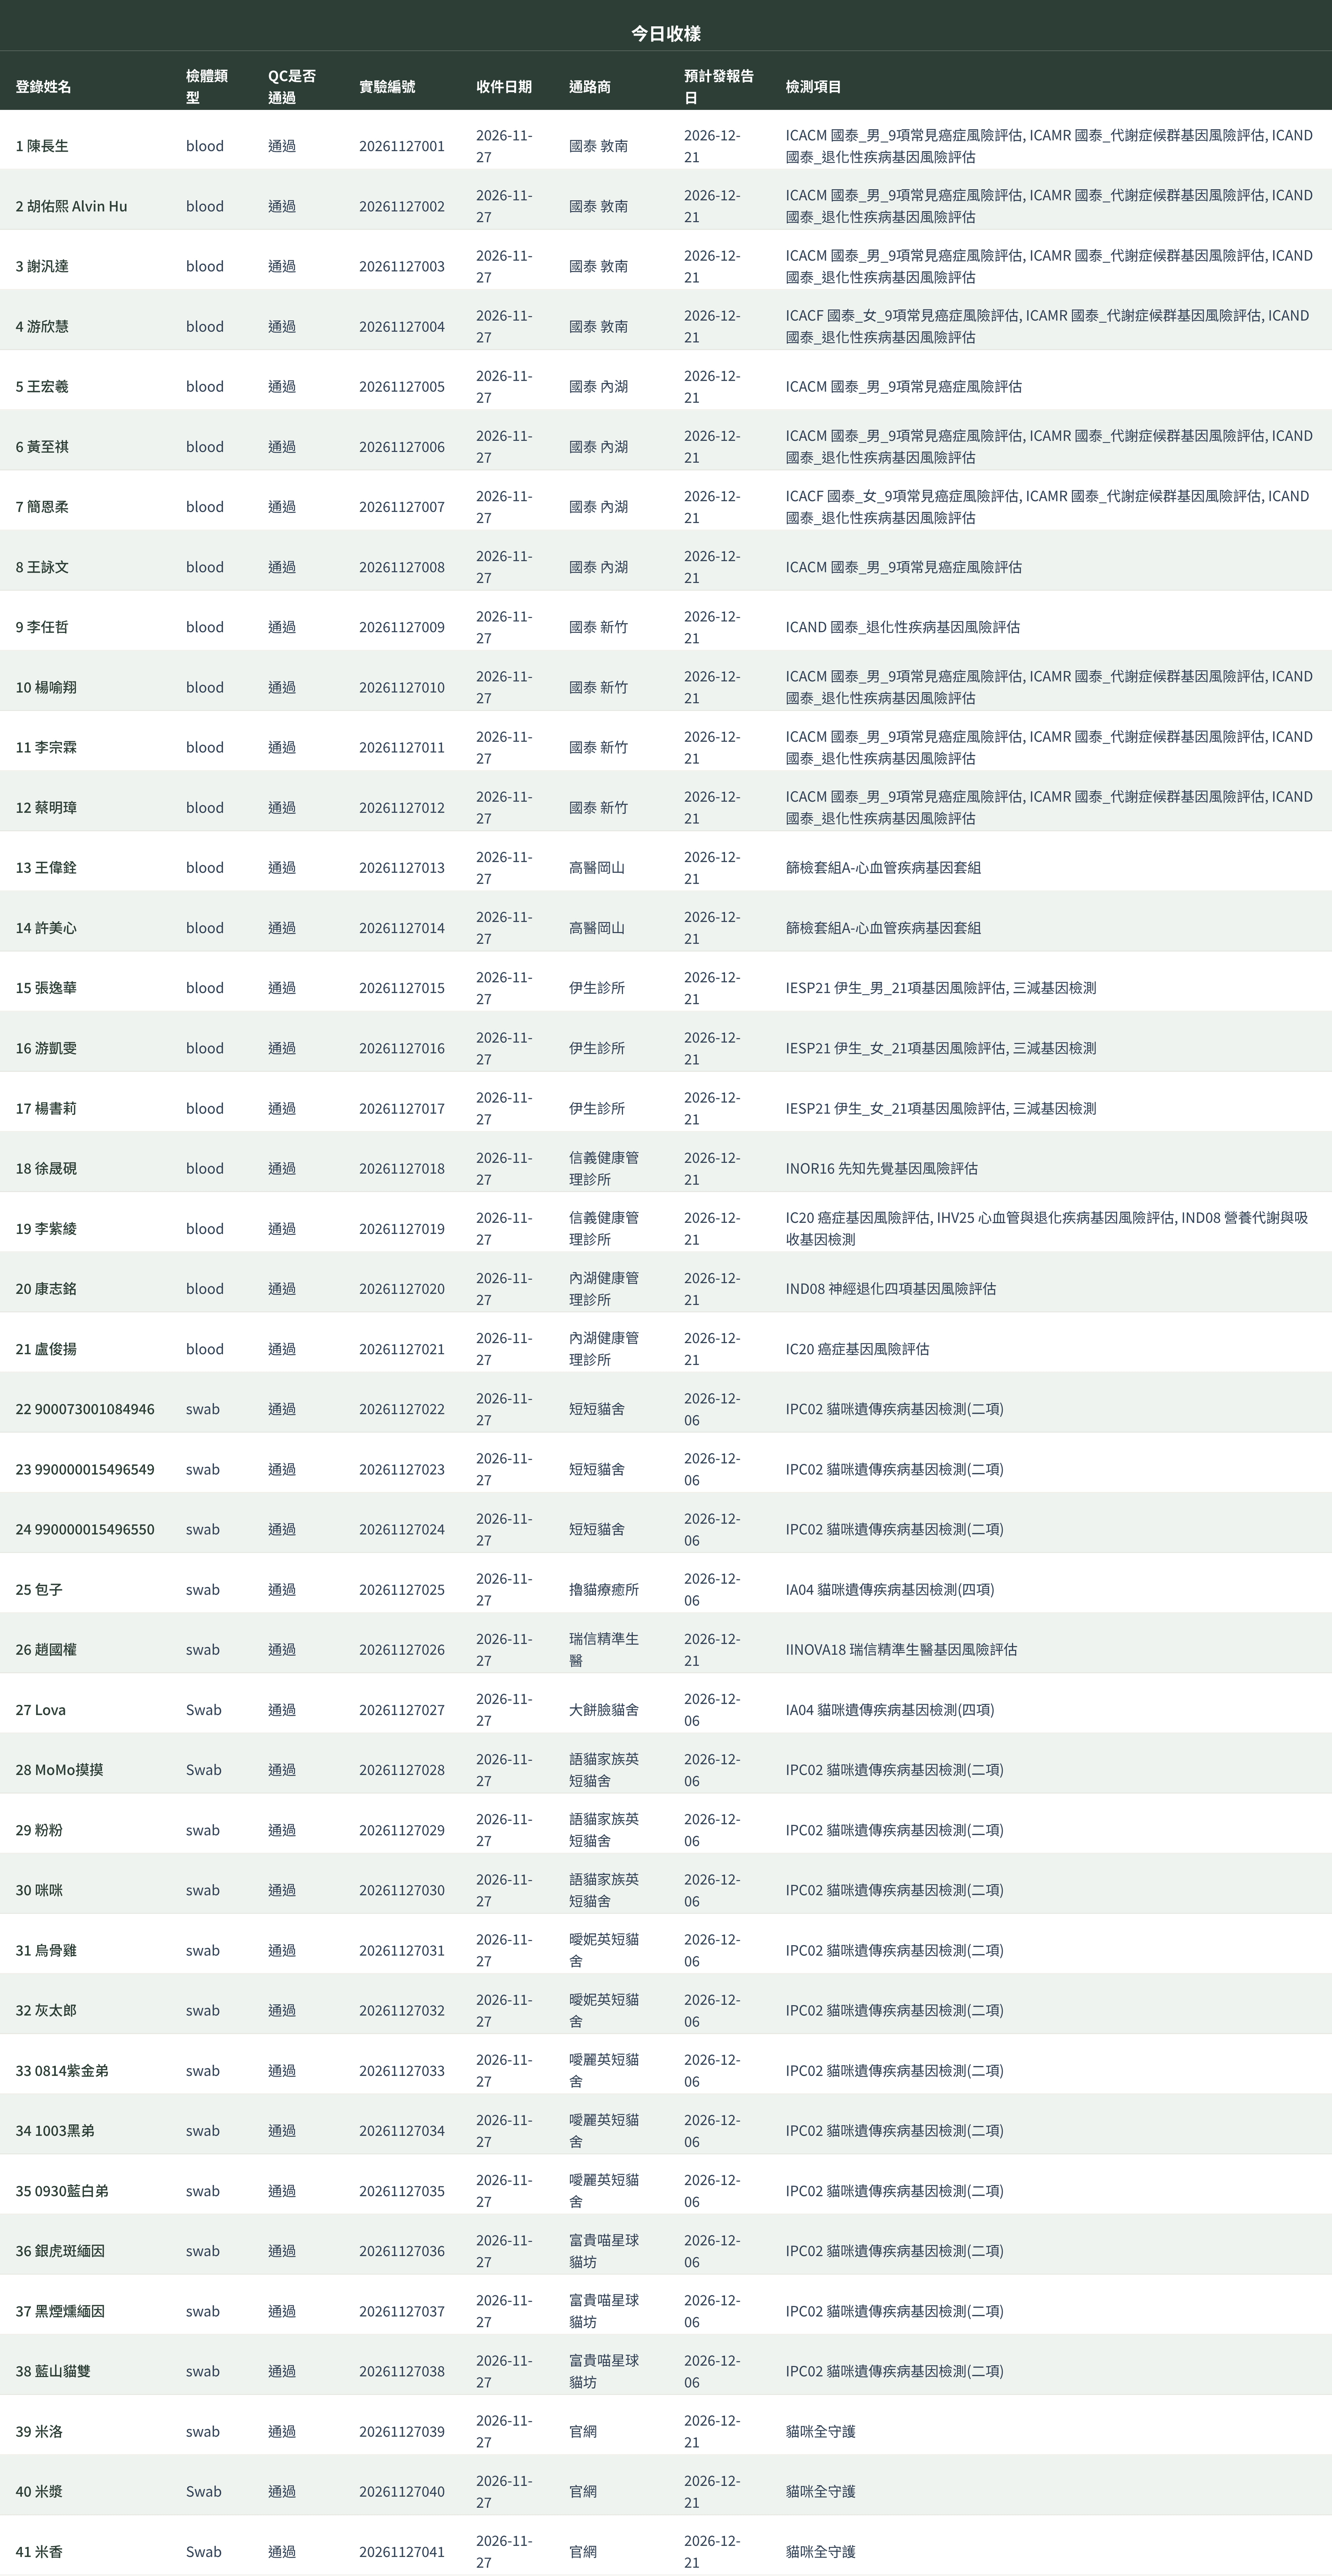 今日收樣
登錄姓名 檢體類型 QC是否通過 實驗編號 收件日期 通路商 預計發報告日 檢測項目
1 陳長生 blood 通過 20261127001 2026-11-27 國泰 敦南 2026-12-21 ICACM 國泰_男_9項常見癌症風險評估, ICAMR 國泰_代謝症候群基因風險評估, ICAND 國泰_退化性疾病基因風險評估
2 胡佑熙 Alvin Hu blood 通過 20261127002 2026-11-27 國泰 敦南 2026-12-21 ICACM 國泰_男_9項常見癌症風險評估, ICAMR 國泰_代謝症候群基因風險評估, ICAND 國泰_退化性疾病基因風險評估
3 謝汎達 blood 通過 20261127003 2026-11-27 國泰 敦南 2026-12-21 ICACM 國泰_男_9項常見癌症風險評估, ICAMR 國泰_代謝症候群基因風險評估, ICAND 國泰_退化性疾病基因風險評估
4 游欣慧 blood 通過 20261127004 2026-11-27 國泰 敦南 2026-12-21 ICACF 國泰_女_9項常見癌症風險評估, ICAMR 國泰_代謝症候群基因風險評估, ICAND 國泰_退化性疾病基因風險評估
5 王宏羲 blood 通過 20261127005 2026-11-27 國泰 內湖 2026-12-21 ICACM 國泰_男_9項常見癌症風險評估
6 黃至祺 blood 通過 20261127006 2026-11-27 國泰 內湖 2026-12-21 ICACM 國泰_男_9項常見癌症風險評估, ICAMR 國泰_代謝症候群基因風險評估, ICAND 國泰_退化性疾病基因風險評估
7 簡恩柔 blood 通過 20261127007 2026-11-27 國泰 內湖 2026-12-21 ICACF 國泰_女_9項常見癌症風險評估, ICAMR 國泰_代謝症候群基因風險評估, ICAND 國泰_退化性疾病基因風險評估
8 王詠文 blood 通過 20261127008 2026-11-27 國泰 內湖 2026-12-21 ICACM 國泰_男_9項常見癌症風險評估
9 李任哲 blood 通過 20261127009 2026-11-27 國泰 新竹 2026-12-21 ICAND 國泰_退化性疾病基因風險評估
10 楊喻翔 blood 通過 20261127010 2026-11-27 國泰 新竹 2026-12-21 ICACM 國泰_男_9項常見癌症風險評估, ICAMR 國泰_代謝症候群基因風險評估, ICAND 國泰_退化性疾病基因風險評估
11 李宗霖 blood 通過 20261127011 2026-11-27 國泰 新竹 2026-12-21 ICACM 國泰_男_9項常見癌症風險評估, ICAMR 國泰_代謝症候群基因風險評估, ICAND 國泰_退化性疾病基因風險評估
12 蔡明璋 blood 通過 20261127012 2026-11-27 國泰 新竹 2026-12-21 ICACM 國泰_男_9項常見癌症風險評估, ICAMR 國泰_代謝症候群基因風險評估, ICAND 國泰_退化性疾病基因風險評估
13 王偉銓 blood 通過 20261127013 2026-11-27 高醫岡山 2026-12-21 篩檢套組A-心血管疾病基因套組
14 許美心 blood 通過 20261127014 2026-11-27 高醫岡山 2026-12-21 篩檢套組A-心血管疾病基因套組
15 張逸華 blood 通過 20261127015 2026-11-27 伊生診所 2026-12-21 IESP21 伊生_男_21項基因風險評估, 三減基因檢測
16 游凱雯 blood 通過 20261127016 2026-11-27 伊生診所 2026-12-21 IESP21 伊生_女_21項基因風險評估, 三減基因檢測
17 楊書莉 blood 通過 20261127017 2026-11-27 伊生診所 2026-12-21 IESP21 伊生_女_21項基因風險評估, 三減基因檢測
18 徐晟硯 blood 通過 20261127018 2026-11-27 信義健康管理診所 2026-12-21 INOR16 先知先覺基因風險評估
19 李紫綾 blood 通過 20261127019 2026-11-27 信義健康管理診所 2026-12-21 IC20 癌症基因風險評估, IHV25 心血管與退化疾病基因風險評估, IND08 營養代謝與吸收基因檢測
20 康志銘 blood 通過 20261127020 2026-11-27 內湖健康管理診所 2026-12-21 IND08 神經退化四項基因風險評估
21 盧俊揚 blood 通過 20261127021 2026-11-27 內湖健康管理診所 2026-12-21 IC20 癌症基因風險評估
22 900073001084946 swab 通過 20261127022 2026-11-27 短短貓舍 2026-12-06 IPC02 貓咪遺傳疾病基因檢測(二項)
23 990000015496549 swab 通過 20261127023 2026-11-27 短短貓舍 2026-12-06 IPC02 貓咪遺傳疾病基因檢測(二項)
24 990000015496550 swab 通過 20261127024 2026-11-27 短短貓舍 2026-12-06 IPC02 貓咪遺傳疾病基因檢測(二項)
25 包子 swab 通過 20261127025 2026-11-27 擼貓療癒所 2026-12-06 IA04 貓咪遺傳疾病基因檢測(四項)
26 趙國權 swab 通過 20261127026 2026-11-27 瑞信精準生醫 2026-12-21 IINOVA18 瑞信精準生醫基因風險評估
27 Lova Swab 通過 20261127027 2026-11-27 大餅臉貓舍 2026-12-06 IA04 貓咪遺傳疾病基因檢測(四項)
28 MoMo摸摸 Swab 通過 20261127028 2026-11-27 語貓家族英短貓舍 2026-12-06 IPC02 貓咪遺傳疾病基因檢測(二項)
29 粉粉 swab 通過 20261127029 2026-11-27 語貓家族英短貓舍 2026-12-06 IPC02 貓咪遺傳疾病基因檢測(二項)
30 咪咪 swab 通過 20261127030 2026-11-27 語貓家族英短貓舍 2026-12-06 IPC02 貓咪遺傳疾病基因檢測(二項)
31 烏骨雞 swab 通過 20261127031 2026-11-27 曖妮英短貓舍 2026-12-06 IPC02 貓咪遺傳疾病基因檢測(二項)
32 灰太郎 swab 通過 20261127032 2026-11-27 曖妮英短貓舍 2026-12-06 IPC02 貓咪遺傳疾病基因檢測(二項)
33 0814紫金弟 swab 通過 20261127033 2026-11-27 噯麗英短貓舍 2026-12-06 IPC02 貓咪遺傳疾病基因檢測(二項)
34 1003黑弟 swab 通過 20261127034 2026-11-27 噯麗英短貓舍 2026-12-06 IPC02 貓咪遺傳疾病基因檢測(二項)
35 0930藍白弟 swab 通過 20261127035 2026-11-27 噯麗英短貓舍 2026-12-06 IPC02 貓咪遺傳疾病基因檢測(二項)
36 銀虎斑緬因 swab 通過 20261127036 2026-11-27 富貴喵星球貓坊 2026-12-06 IPC02 貓咪遺傳疾病基因檢測(二項)
37 黑煙燻緬因 swab 通過 20261127037 2026-11-27 富貴喵星球貓坊 2026-12-06 IPC02 貓咪遺傳疾病基因檢測(二項)
38 藍山貓雙 swab 通過 20261127038 2026-11-27 富貴喵星球貓坊 2026-12-06 IPC02 貓咪遺傳疾病基因檢測(二項)
39 米洛 swab 通過 20261127039 2026-11-27 官網 2026-12-21 貓咪全守護
40 米漿 Swab 通過 20261127040 2026-11-27 官網 2026-12-21 貓咪全守護
41 米香 Swab 通過 20261127041 2026-11-27 官網 2026-12-21 貓咪全守護